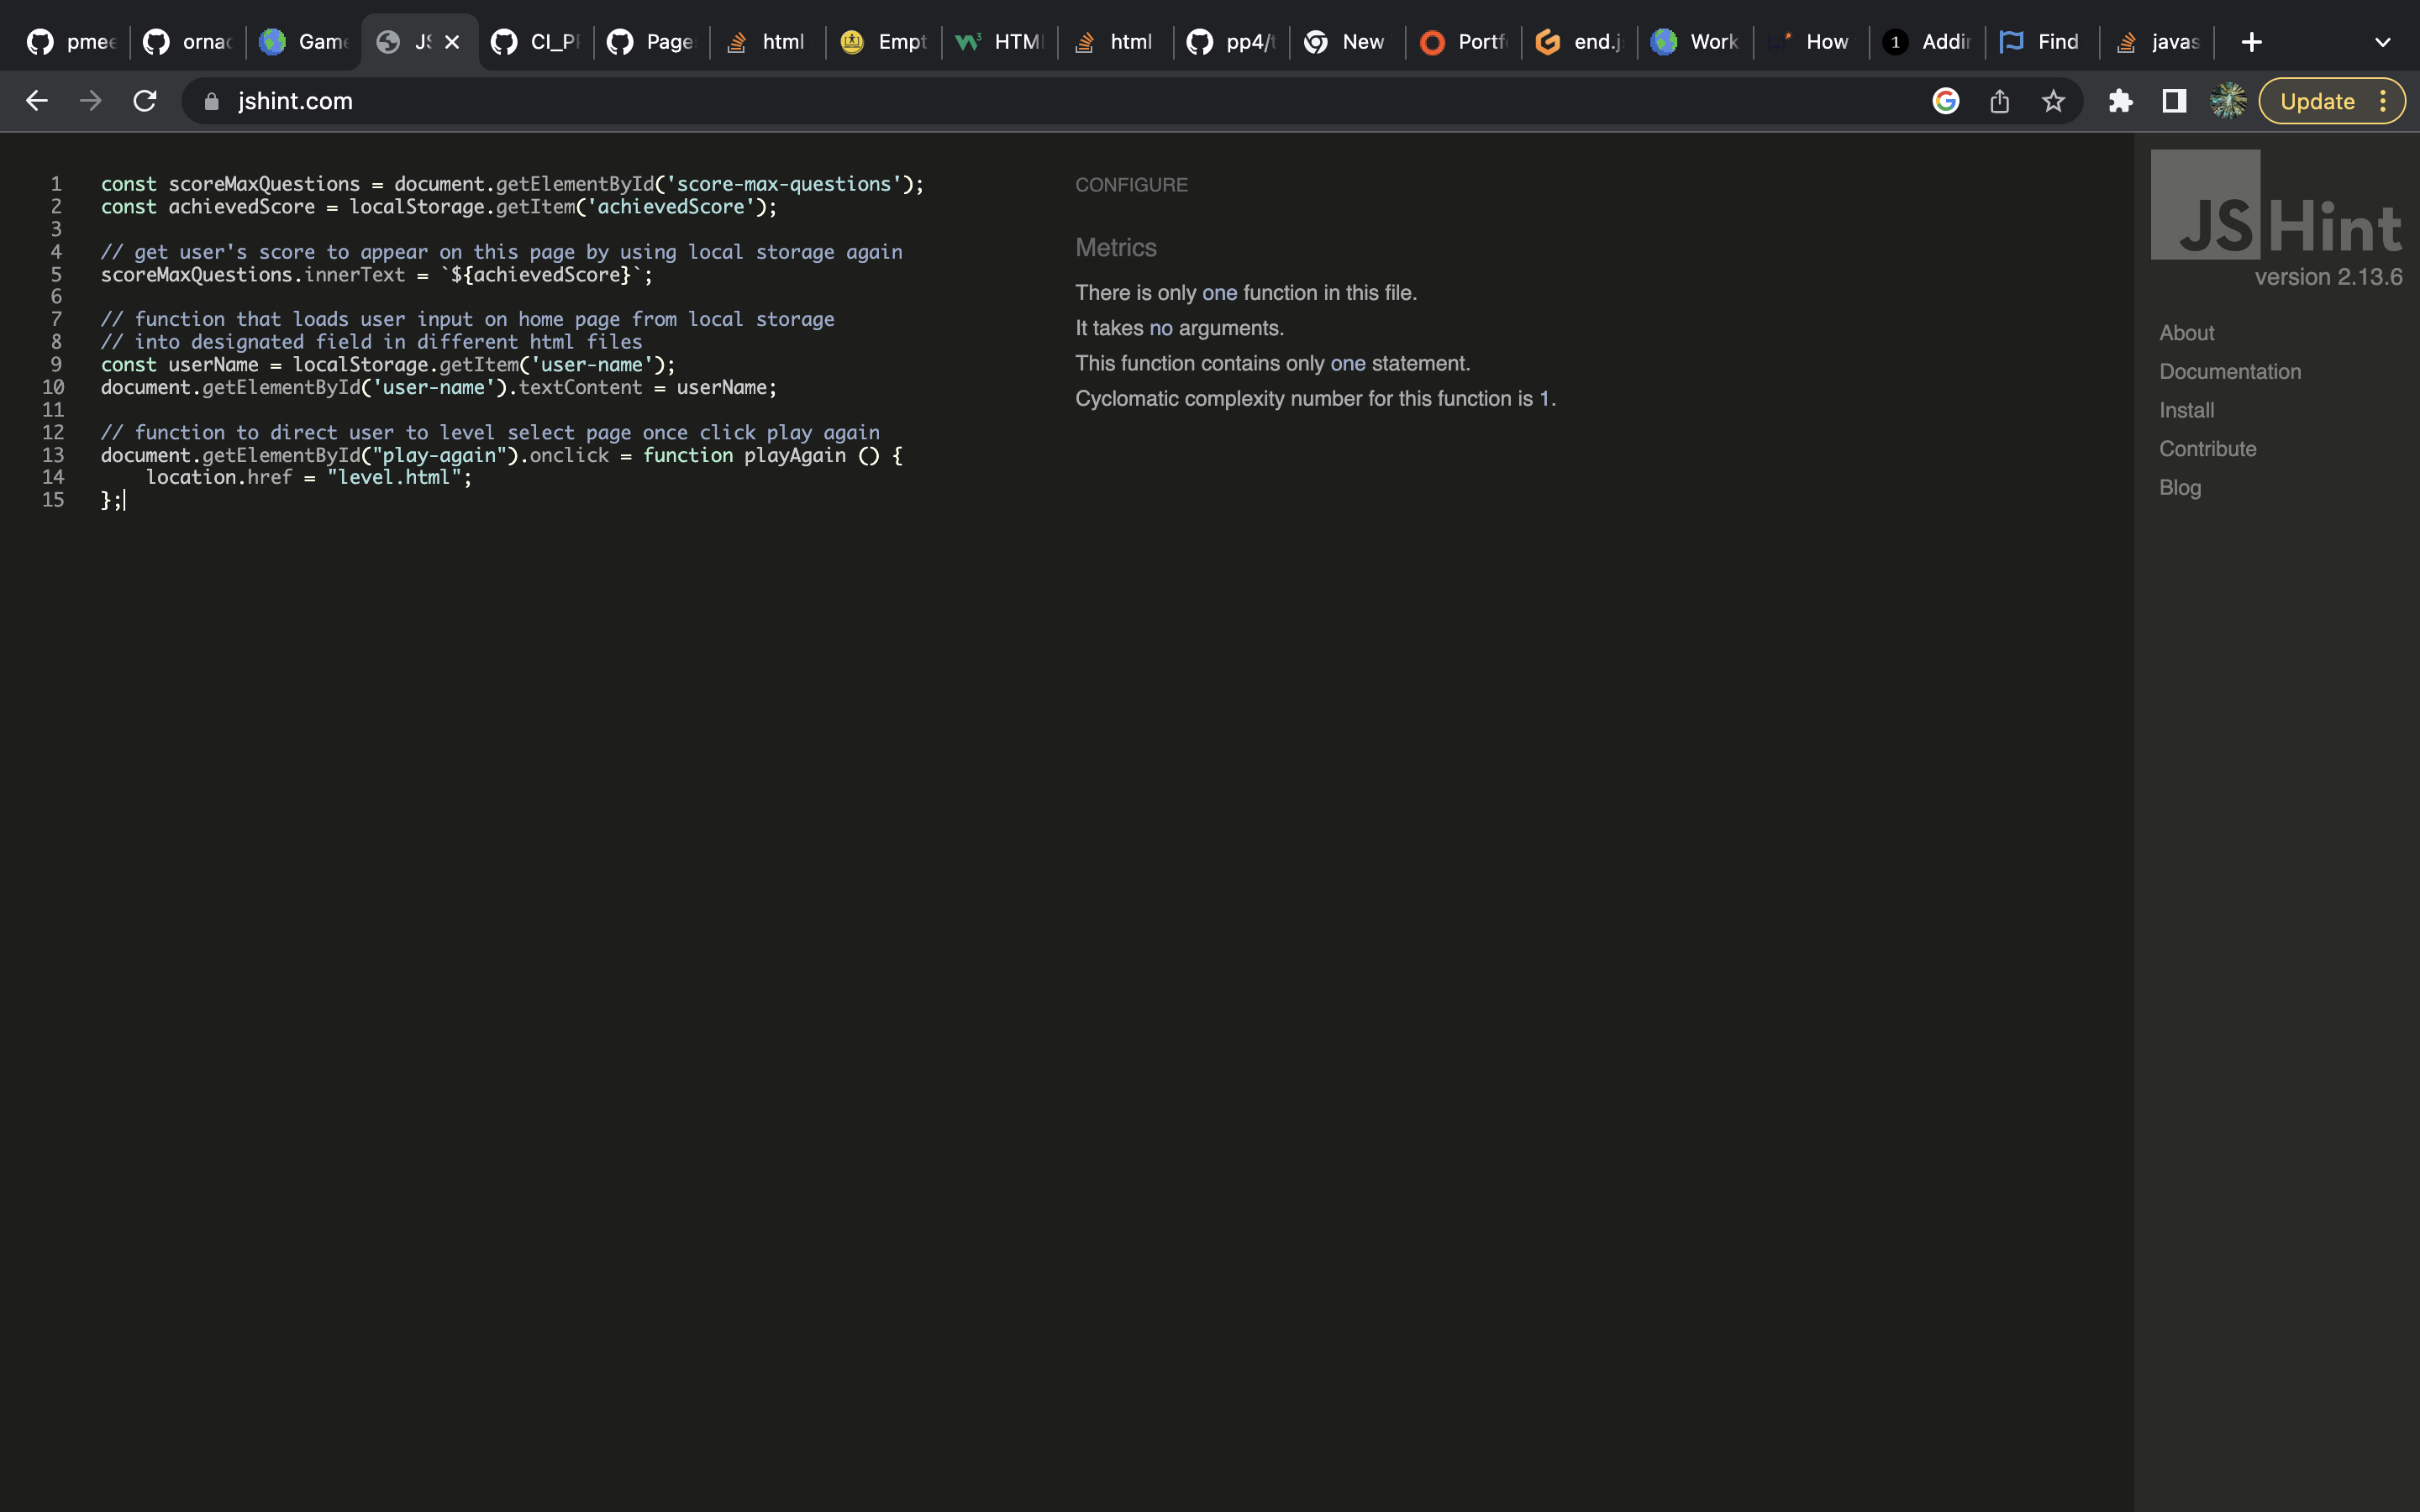 pmee ornac Game JS CI_PI Page html Empt HTMl html pp4/t New Portfo end.j Work How 1 Addir Find javas
jshint.com
Update
1 const scoreMaxQuestions = document.getElementById('score-max-questions');
2 const achievedScore = localStorage.getItem('achievedScore');
3
4 // get user's score to appear on this page by using local storage again
5 scoreMaxQuestions.innerText = `${achievedScore}`;
6
7 // function that loads user input on home page from local storage
8 // into designated field in different html files
9 const userName = localStorage.getItem('user-name');
10 document.getElementById('user-name').textContent = userName;
11
12 // function to direct user to level select page once click play again
13 document.getElementById("play-again").onclick = function playAgain () {
14 location.href = "level.html";
15 };
CONFIGURE
Metrics
There is only one function in this file.
It takes no arguments.
This function contains only one statement.
Cyclomatic complexity number for this function is 1.
JSHint
version 2.13.6
About
Documentation
Install
Contribute
Blog